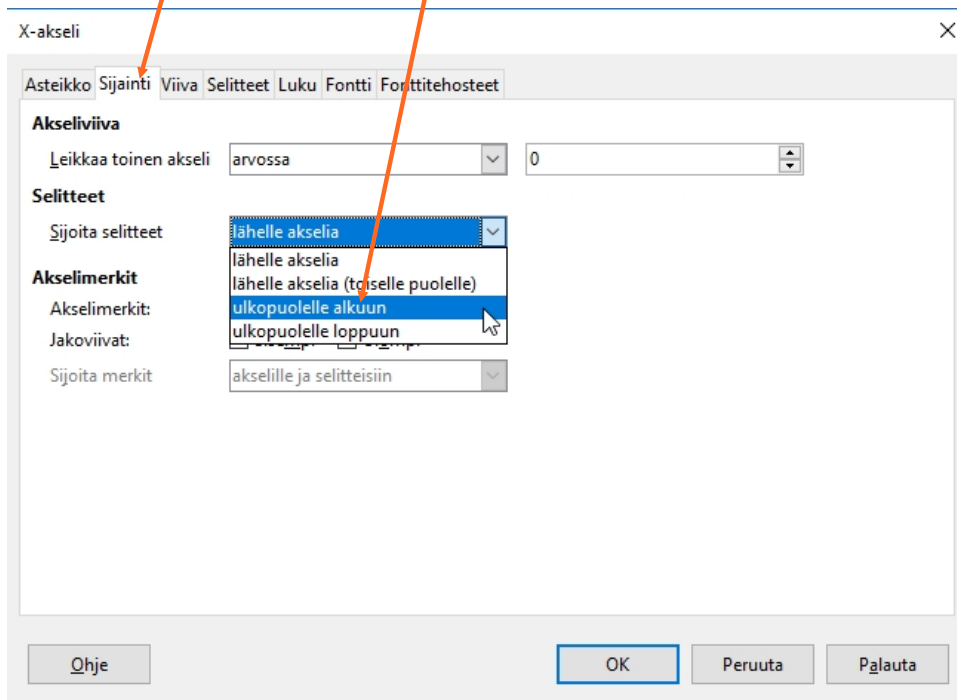 X-akseli
Asteikko Sijainti Viiva Selitteet Luku Fontti Fonttitehosteet
Akseliviiva
Leikkaa toinen akseli arvossa 0
Selitteet
Sijoita selitteet lähelle akselia
lähelle akselia
Akselimerkit lähelle akselia (toiselle puolelle)
Akselimerkit: ulkopuolelle alkuun
ulkopuolelle loppuun
Jakoviivat:
Sijoita merkit akselille ja selitteisiin
Ohje OK Peruuta Palauta